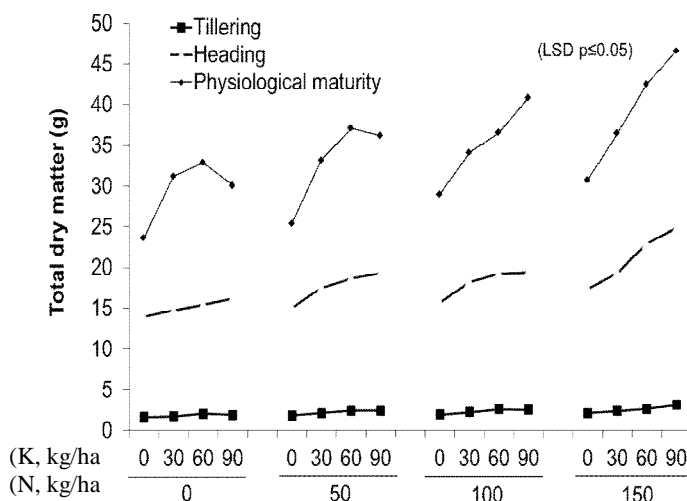 50
45
40
35
30
25
20
15
10
5
0
Total dry matter (g)
Tillering
Heading
Physiological maturity
(LSD p≤0.05)
(K, kg/ha 0 30 60 90 0 30 60 90 0 30 60 90 0 30 60 90
(N, kg/ha 0 50 100 150